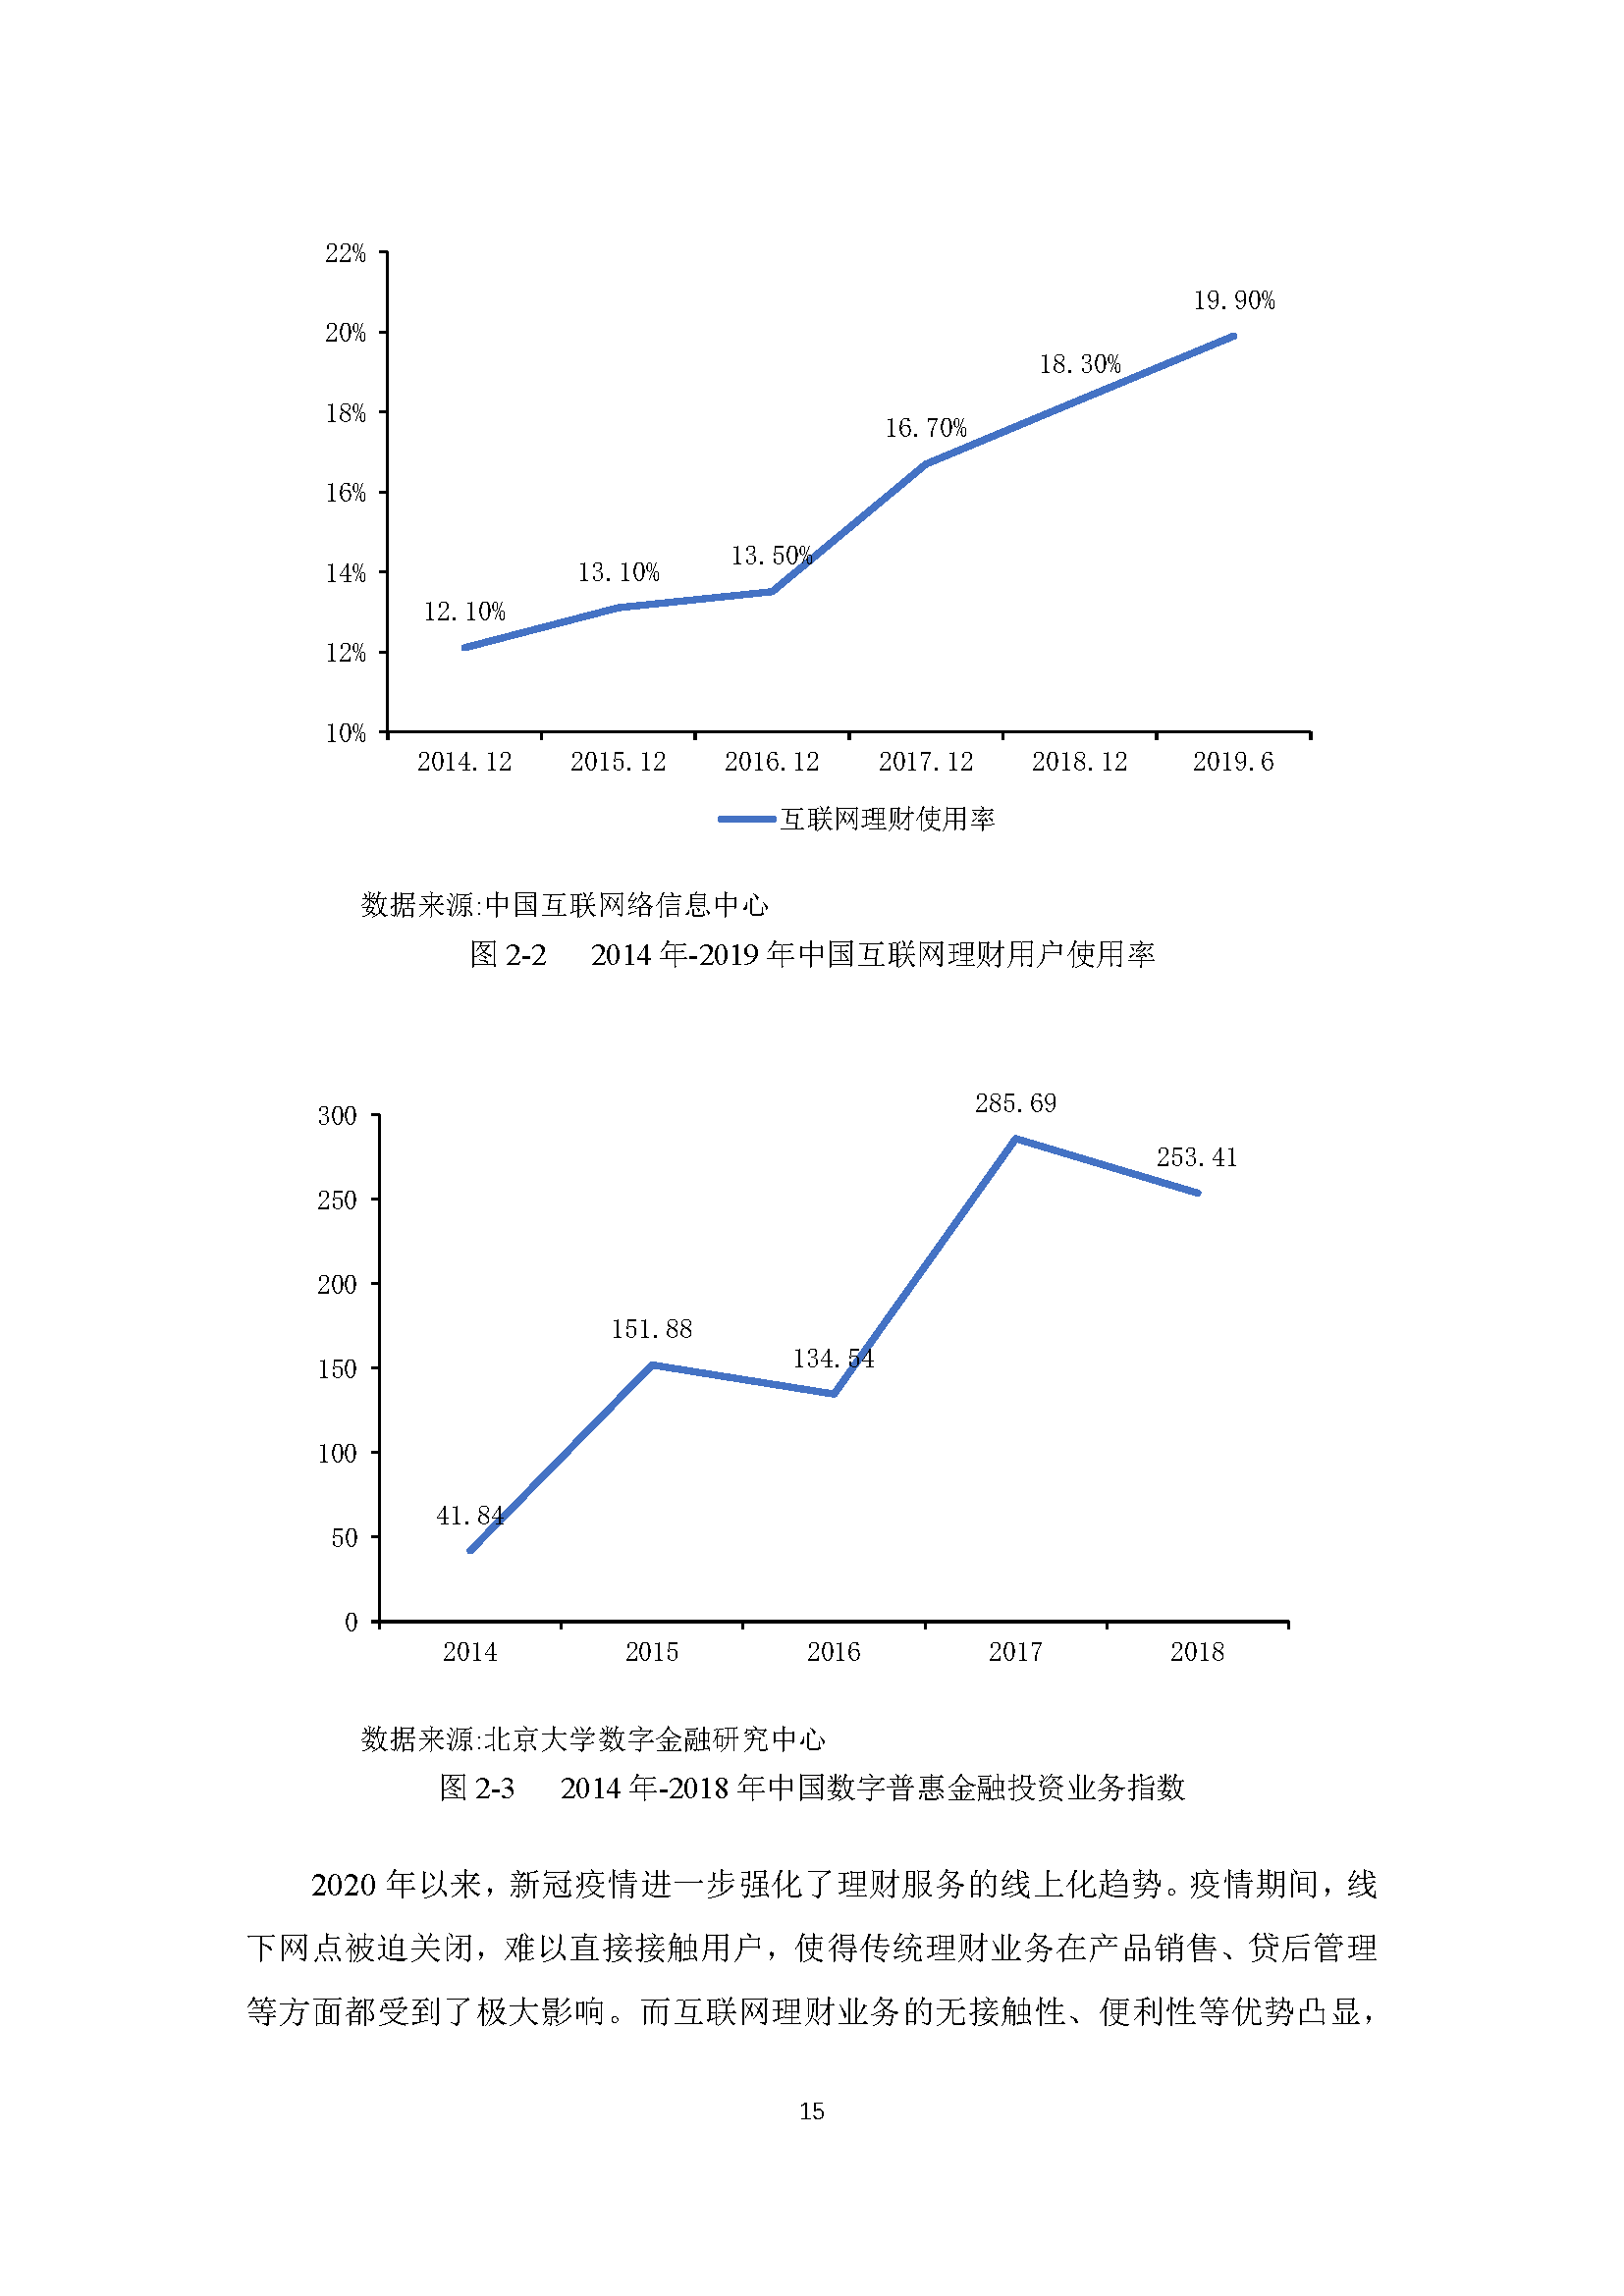 22%
20%
18%
16%
14%
12%
10%
12.10%
13.10%
13.50%
16.70%
18.30%
19.90%
2014.12 2015.12 2016.12 2017.12 2018.12 2019.6
互联网理财使用率
数据来源:中国互联网络信息中心
图 2-2 2014 年-2019 年中国互联网理财用户使用率
300
250
200
150
100
50
0
41.84
151.88
134.54
285.69
253.41
2014 2015 2016 2017 2018
数据来源:北京大学数字金融研究中心
图 2-3 2014 年-2018 年中国数字普惠金融投资业务指数
2020 年以来，新冠疫情进一步强化了理财服务的线上化趋势。疫情期间，线
下网点被迫关闭，难以直接接触用户，使得传统理财业务在产品销售、贷后管理
等方面都受到了极大影响。而互联网理财业务的无接触性、便利性等优势凸显，
15